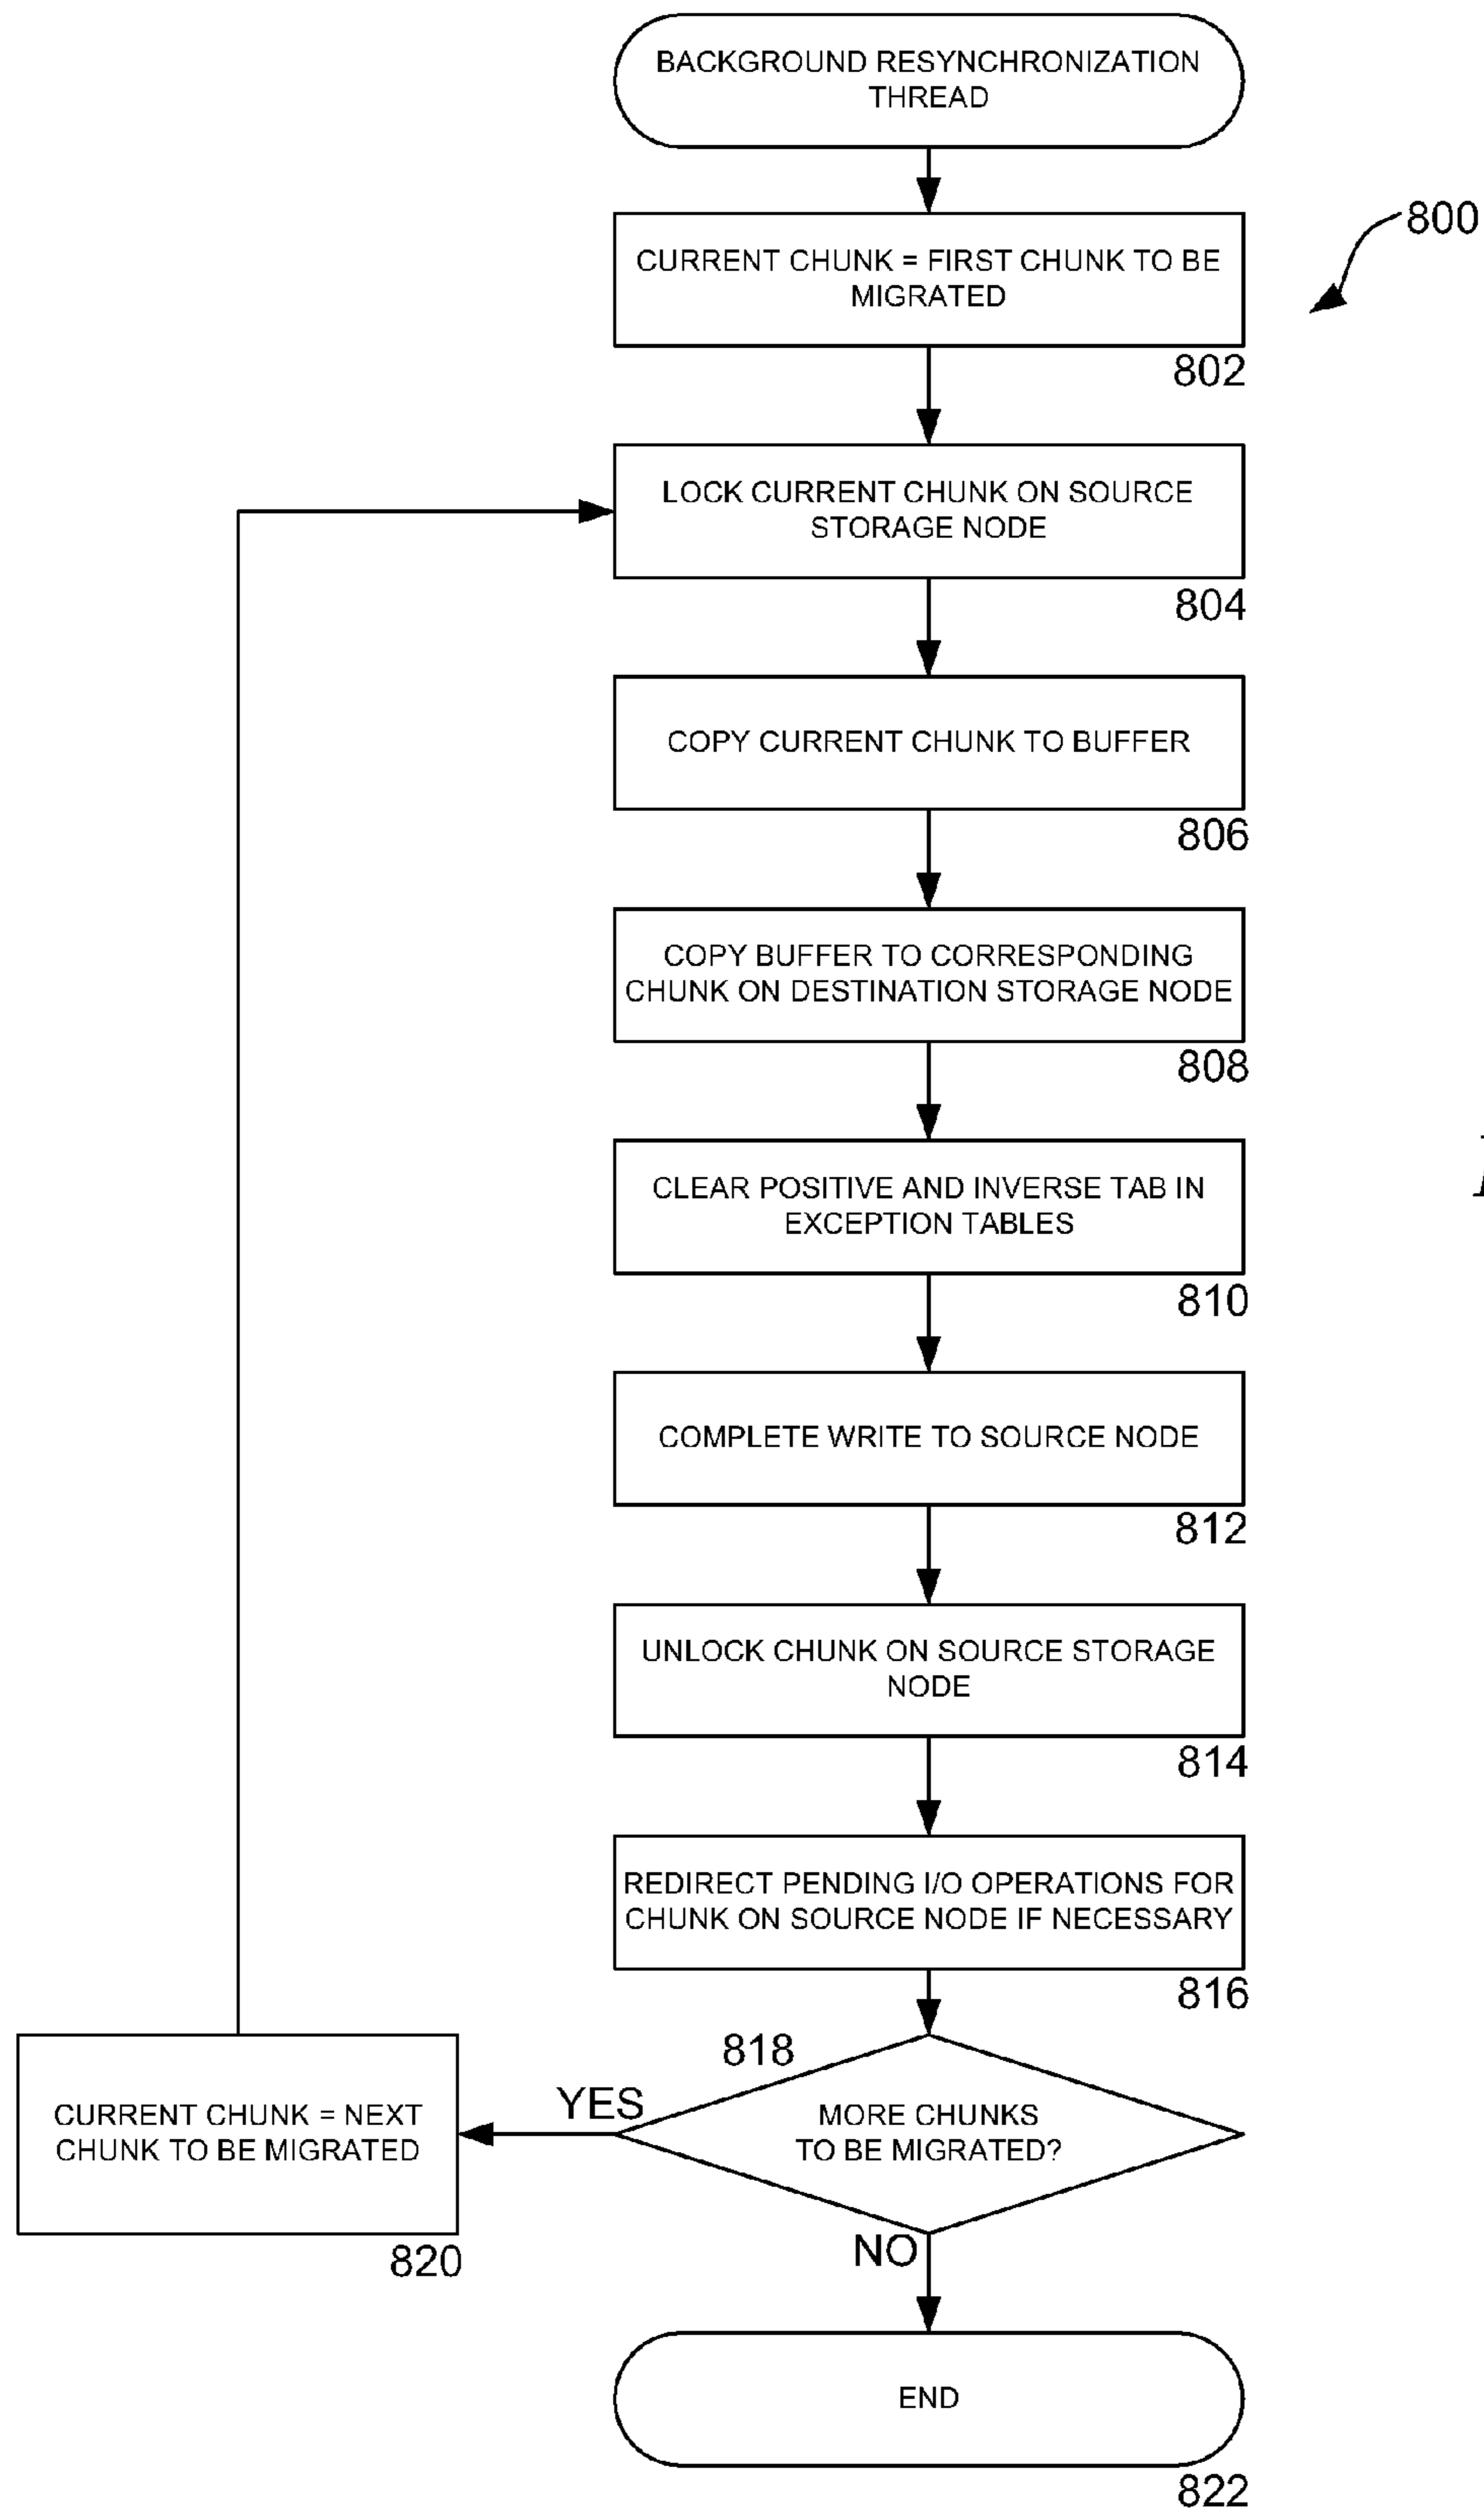 BACKGROUND RESYNCHRONIZATION
THREAD
800
CURRENT CHUNK = FIRST CHUNK TO BE
MIGRATED
802
LOCK CURRENT CHUNK ON SOURCE
STORAGE NODE
804
COPY CURRENT CHUNK TO BUFFER
806
COPY BUFFER TO CORRESPONDING
CHUNK ON DESTINATION STORAGE NODE
808
CLEAR POSITIVE AND INVERSE TAB IN
EXCEPTION TABLES
810
COMPLETE WRITE TO SOURCE NODE
812
UNLOCK CHUNK ON SOURCE STORAGE
NODE
814
REDIRECT PENDING I/O OPERATIONS FOR
CHUNK ON SOURCE NODE IF NECESSARY
816
818
MORE CHUNKS
TO BE MIGRATED?
YES
CURRENT CHUNK = NEXT
CHUNK TO BE MIGRATED
820
NO
END
822